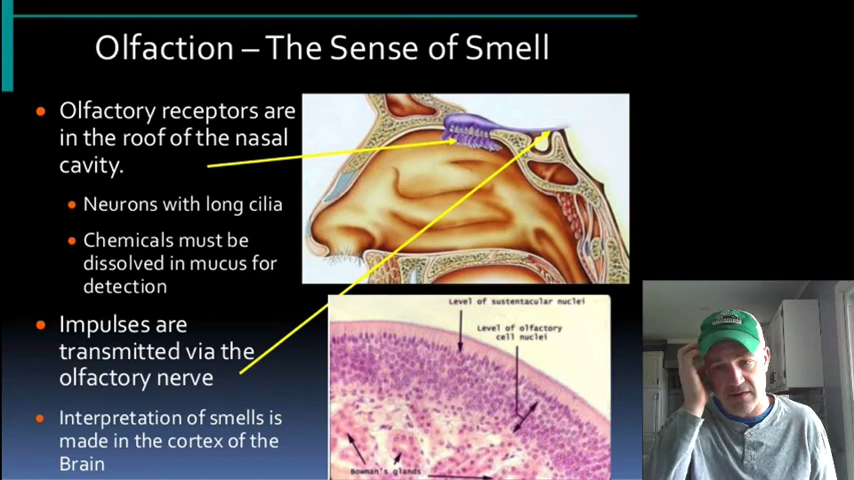 Olfaction – The Sense of Smell
Olfactory receptors are
in the roof of the nasal
cavity.
Neurons with long cilia
Chemicals must be
dissolved in mucus for
detection
Impulses are
transmitted via the
olfactory nerve
Interpretation of smells is
made in the cortex of the
Brain
Level of sustentacular nuclei
Level of olfactory
cell nuclei
Bowman's glands